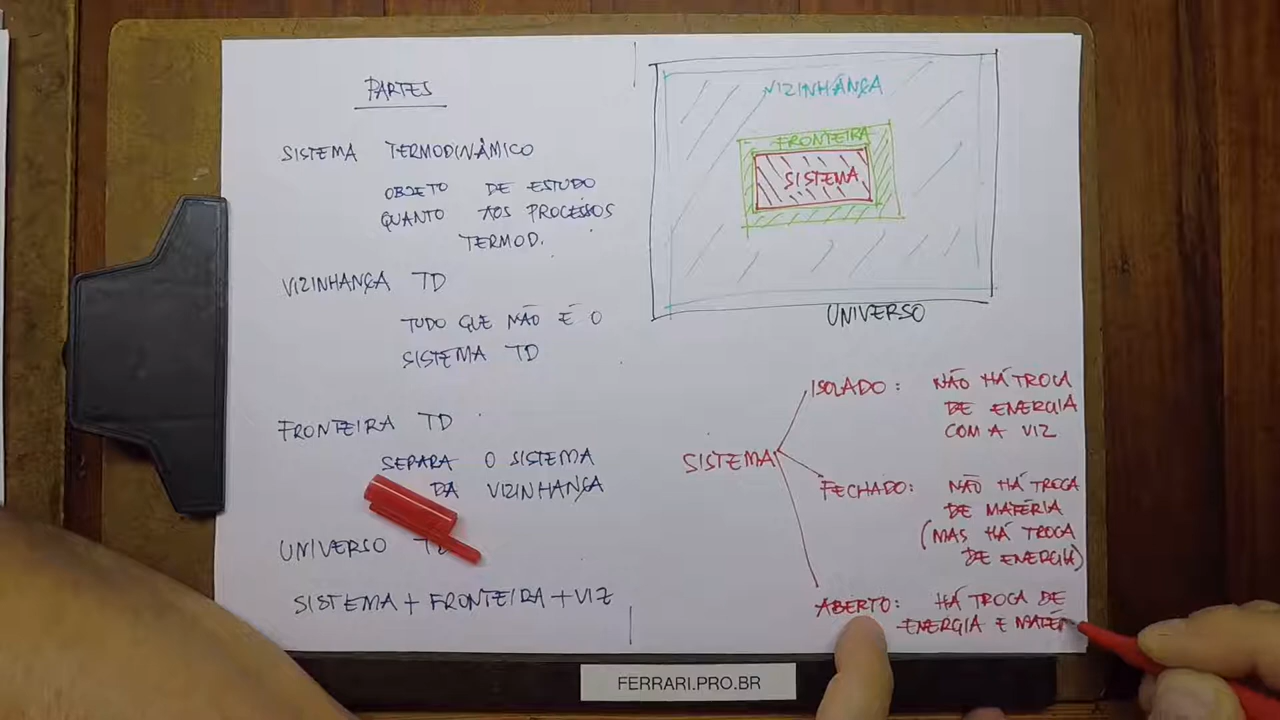 PARTES
SISTEMA TERMODINÂMICO
OBJETO DE ESTUDO
QUANTO AOS PROCESSOS
TERMOD.
VIZINHANÇA TD
TUDO QUE NÃO É O
SISTEMA TD
FRONTEIRA TD
SEPARA O SISTEMA
DA VIZINHANÇA
UNIVERSO
SISTEMA + FRONTEIRA + VIZ
VIZINHANÇA
FRONTEIRA
SISTEMA
UNIVERSO
SISTEMA
ISOLADO: NÃO HÁ TROCA
DE ENERGIA
COM A VIZ
FECHADO: NÃO HÁ TROCA
DE MATÉRIA
(MAS HÁ TROCA
DE ENERGIA)
ABERTO: HÁ TROCA DE
ENERGIA E MATÉ
FERRARI.PRO.BR